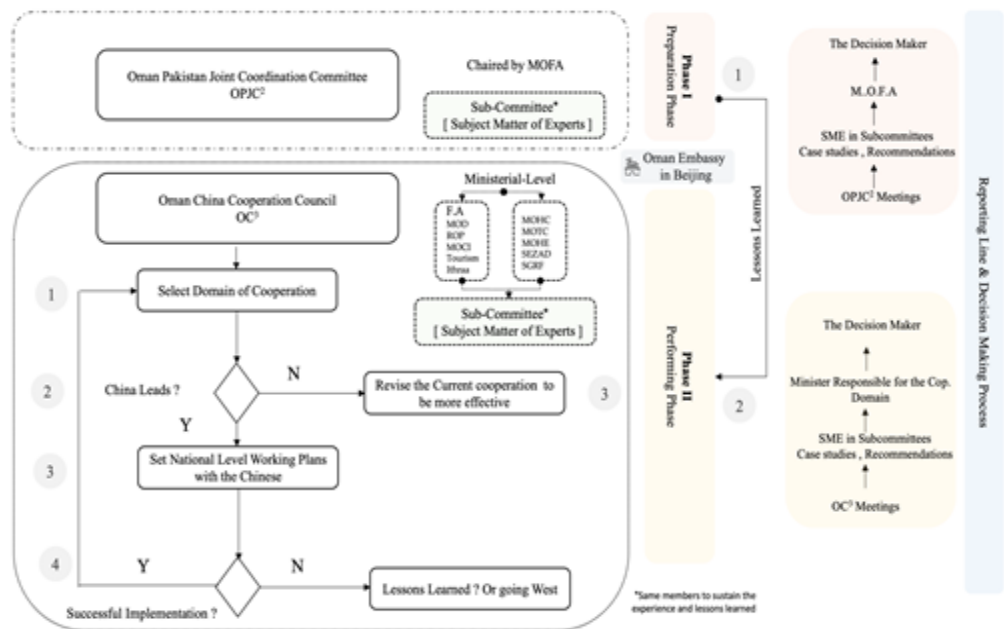 Oman Pakistan Joint Coordination Committee
OPJC²
Chaired by MOFA
Sub-Committee*
[ Subject Matter of Experts ]
Phase I
Preparation Phase
1
The Decision Maker
M..O.F.A
SME in Subcommittees
Case studies , Recommendations
OPJC² Meetings
Oman Embassy
in Beijing
Lessons Learned
Reporting Line & Decision Making Process
Oman China Cooperation Council
OC³
Ministerial-Level
F.A
MOD
ROP
MOCI
Tourism
Ithraa
MOHC
MOTC
MOHE
SEZAD
SGRF
Sub-Committee*
[ Subject Matter of Experts ]
1
Select Domain of Cooperation
2
China Leads ?
N
Revise the Current cooperation to
be more effective
3
Y
3
Set National Level Working Plans
with the Chinese
4
Y
N
Successful Implementation ?
Lessons Learned ? Or going West
Phase II
Performing Phase
2
The Decision Maker
Minister Responsible for the Cop.
Domain
SME in Subcommittees
Case studies , Recommendations
OC³ Meetings
*Same members to sustain the
experience and lessons learned